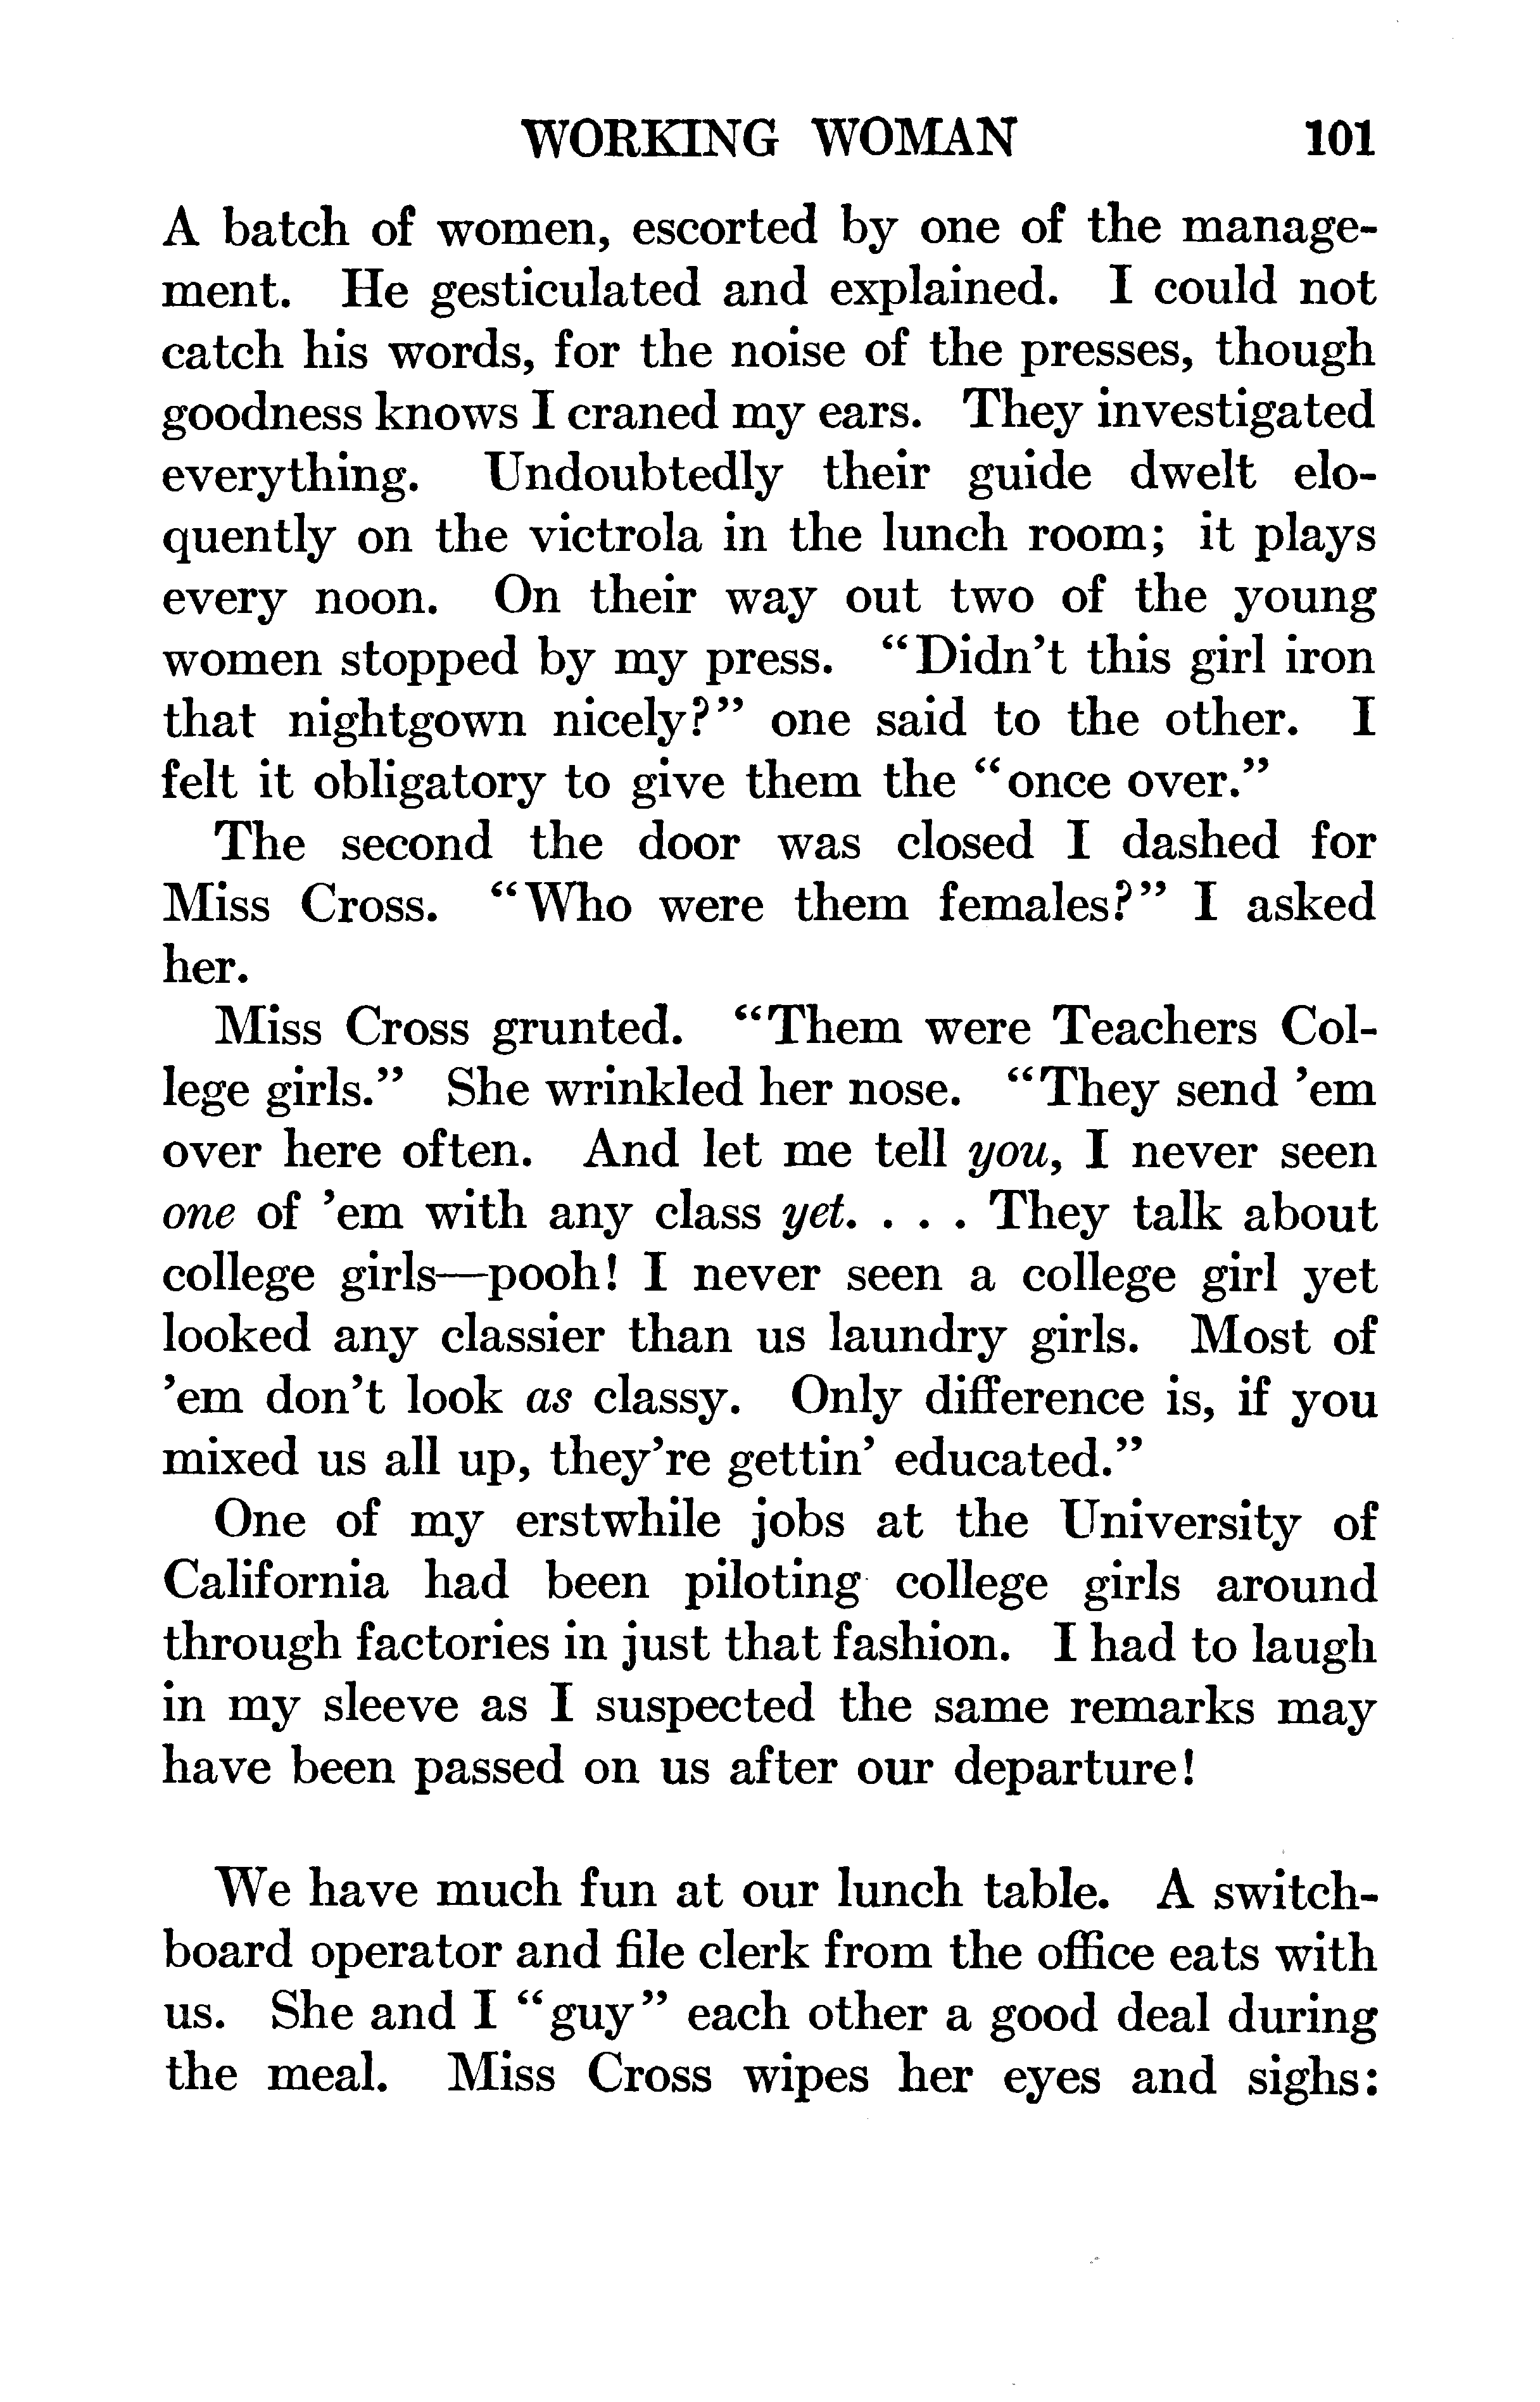 WORKING WOMAN 101
A batch of women, escorted by one of the manage-
ment. He gesticulated and explained. I could not
catch his words, for the noise of the presses, though
goodness knows I craned my ears. They investigated
everything. Undoubtedly their guide dwelt elo-
quently on the victrola in the lunch room; it plays
every noon. On their way out two of the young
women stopped by my press. “Didn’t this girl iron
that nightgown nicely?” one said to the other. I
felt it obligatory to give them the “once over.”
The second the door was closed I dashed for
Miss Cross. “Who were them females?” I asked
her.
Miss Cross grunted. “Them were Teachers Col-
lege girls.” She wrinkled her nose. “They send ’em
over here often. And let me tell you, I never seen
one of ’em with any class yet. . . . They talk about
college girls—pooh! I never seen a college girl yet
looked any classier than us laundry girls. Most of
’em don’t look as classy. Only difference is, if you
mixed us all up, they’re gettin’ educated.”
One of my erstwhile jobs at the University of
California had been piloting college girls around
through factories in just that fashion. I had to laugh
in my sleeve as I suspected the same remarks may
have been passed on us after our departure!
We have much fun at our lunch table. A switch-
board operator and file clerk from the office eats with
us. She and I “guy” each other a good deal during
the meal. Miss Cross wipes her eyes and sighs: